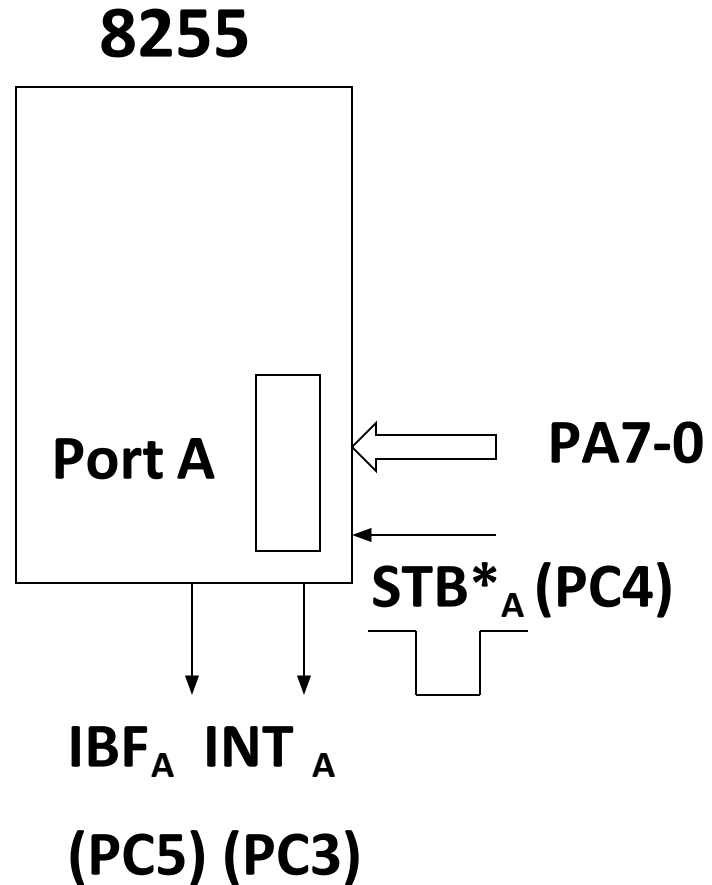 8255
Port A
PA7-0
STB*A (PC4)
IBFA INT A
(PC5) (PC3)